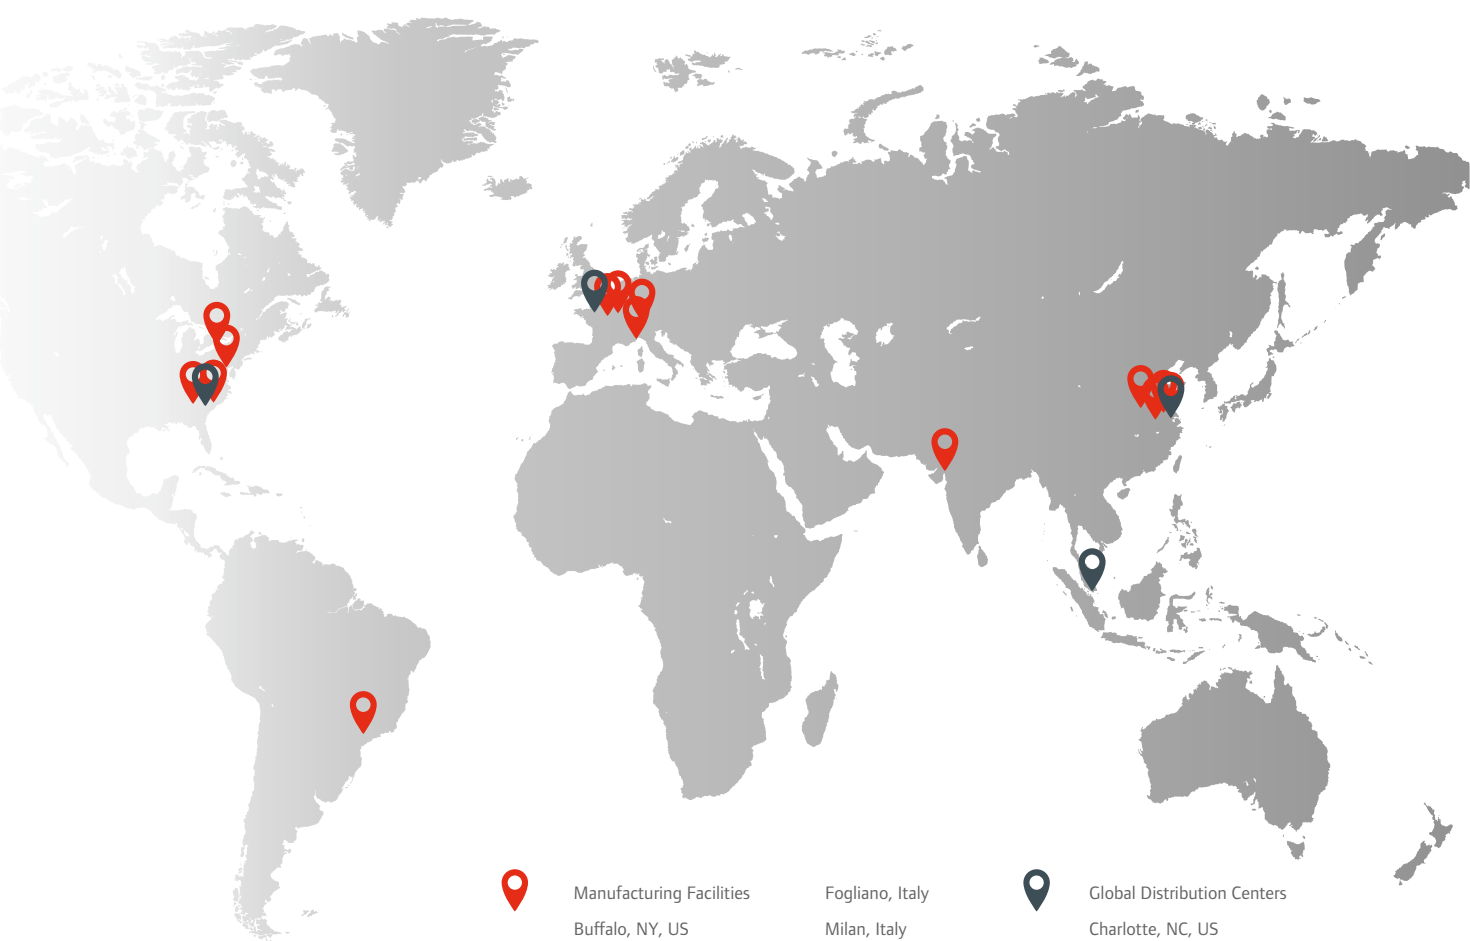 Manufacturing Facilities
Buffalo, NY, US
Fogliano, Italy
Milan, Italy
Global Distribution Centers
Charlotte, NC, US